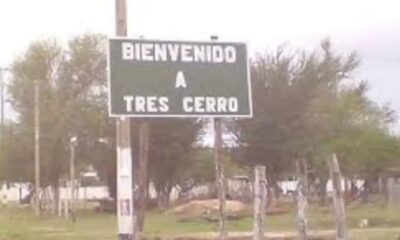 BIENVENIDO
A
TRES CERRO